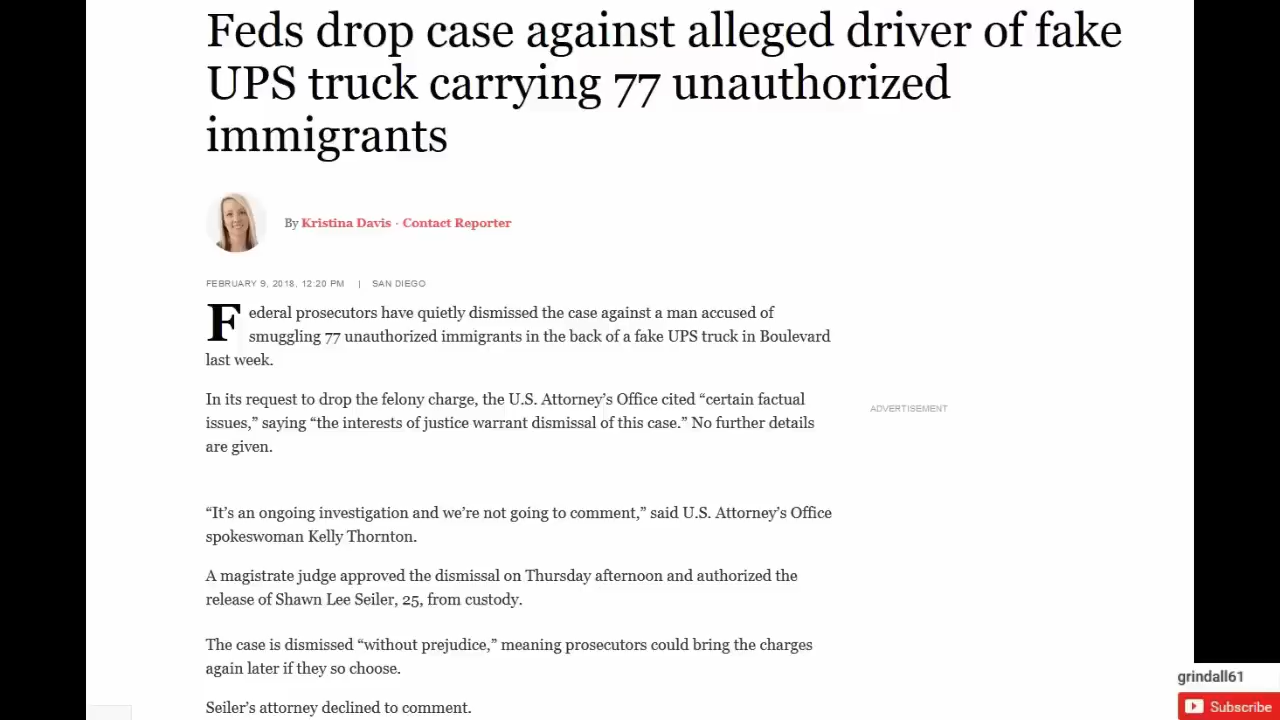 Feds drop case against alleged driver of fake
UPS truck carrying 77 unauthorized
immigrants
By Kristina Davis · Contact Reporter
FEBRUARY 9, 2018, 12:20 PM | SAN DIEGO
Federal prosecutors have quietly dismissed the case against a man accused of
smuggling 77 unauthorized immigrants in the back of a fake UPS truck in Boulevard
last week.
In its request to drop the felony charge, the U.S. Attorney’s Office cited “certain factual
issues,” saying “the interests of justice warrant dismissal of this case.” No further details
are given.
ADVERTISEMENT
“It’s an ongoing investigation and we’re not going to comment,” said U.S. Attorney’s Office
spokeswoman Kelly Thornton.
A magistrate judge approved the dismissal on Thursday afternoon and authorized the
release of Shawn Lee Seiler, 25, from custody.
The case is dismissed “without prejudice,” meaning prosecutors could bring the charges
again later if they so choose.
Seiler’s attorney declined to comment.
grindall61
Subscribe